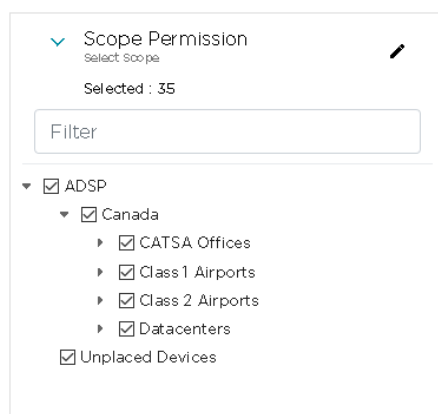 Scope Permission
Select Scope
Selected : 35
Filter
ADSP
Canada
CATSA Offices
Class 1 Airports
Class 2 Airports
Datacenters
Unplaced Devices